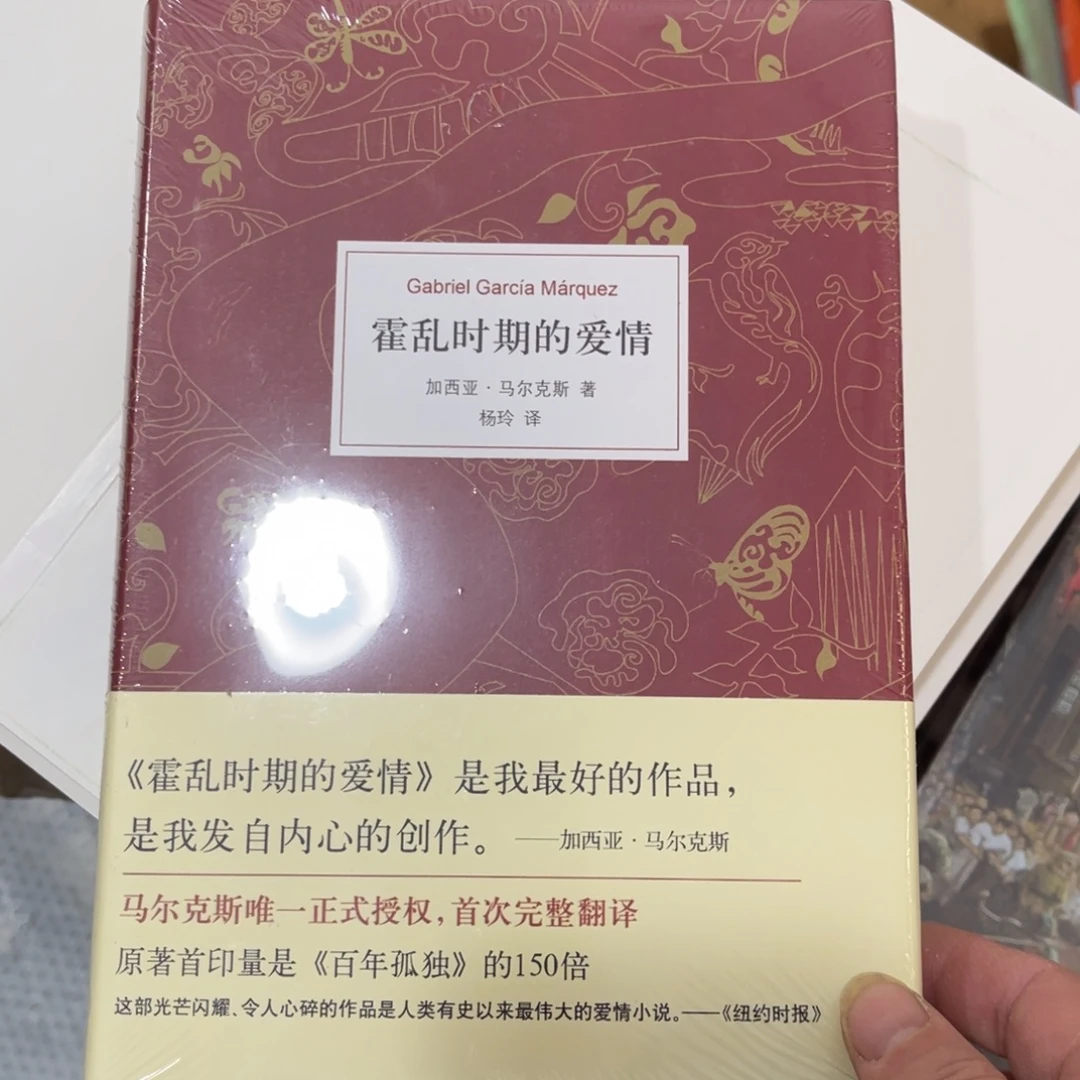 Gabriel García Márquez
霍乱时期的爱情
加西亚·马尔克斯 著
杨玲 译
《霍乱时期的爱情》是我最好的作品，
是我发自内心的创作。——加西亚·马尔克斯
马尔克斯唯一正式授权，首次完整翻译
原著首印量是《百年孤独》的150倍
这部光芒闪耀、令人心碎的作品是人类有史以来最伟大的爱情小说。——《纽约时报》